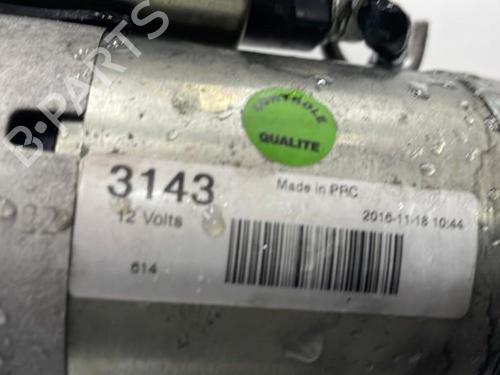 CONTROLE
QUALITE
3143
Made in PRC
12 Volts
2016-11-18 10:44
614
B-PARTS